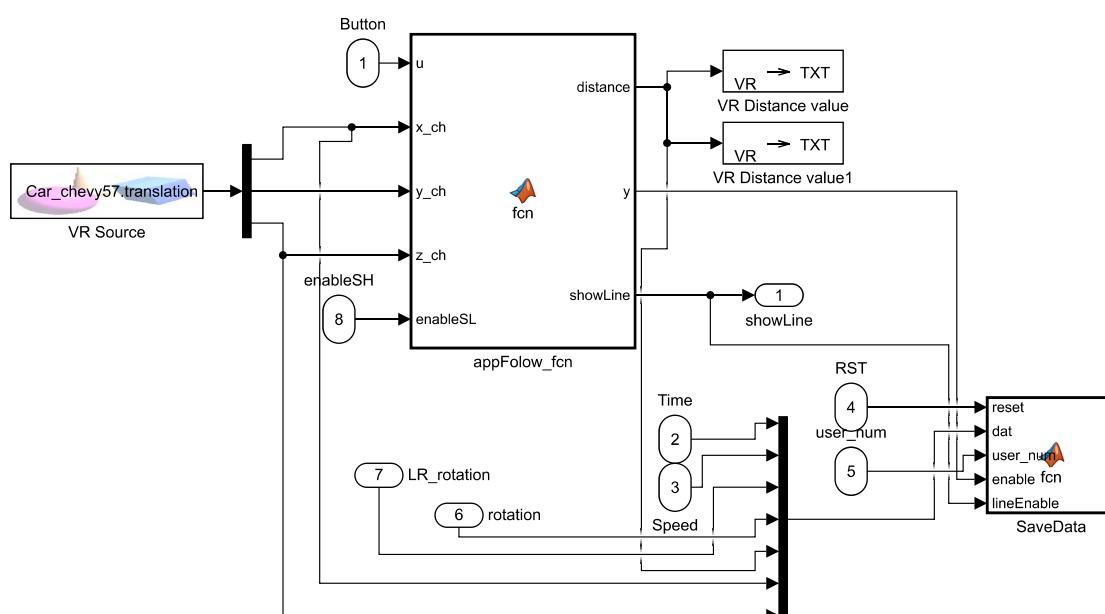 Button
1
u
distance
VR → TXT
VR Distance value
x_ch
VR → TXT
VR Distance value1
Car_chevy57.translation
VR Source
y_ch
fcn
y
z_ch
enableSH
8
enableSL
showLine
1
showLine
appFolow_fcn
RST
4
reset
Time
2
user_num
dat
5
user_num
fcn
enable
lineEnable
SaveData
7
LR_rotation
3
Speed
6
rotation